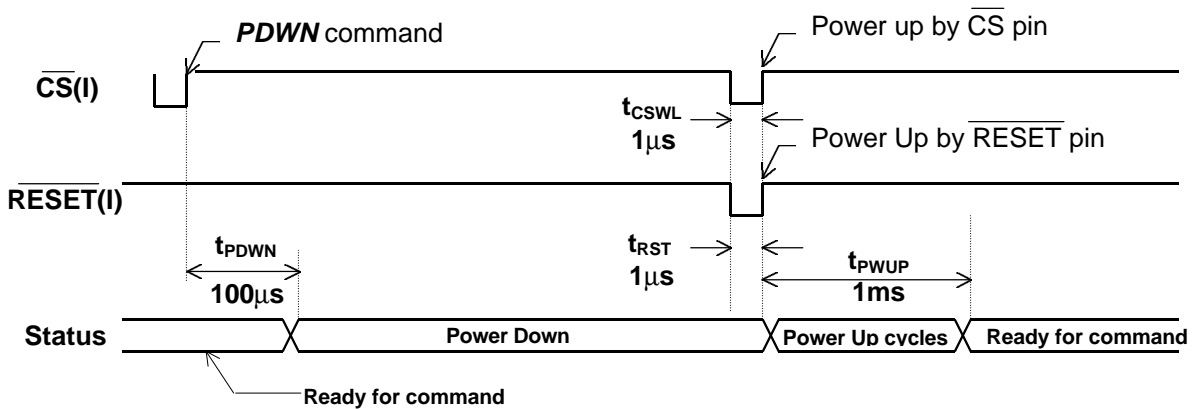 PDWN command
Power up by CS pin
CS(I)
tCSWL
1μs
Power Up by RESET pin
RESET(I)
tPDWN
100μs
tRST
1μs
tPWUP
1ms
Status
Power Down
Power Up cycles
Ready for command
Ready for command